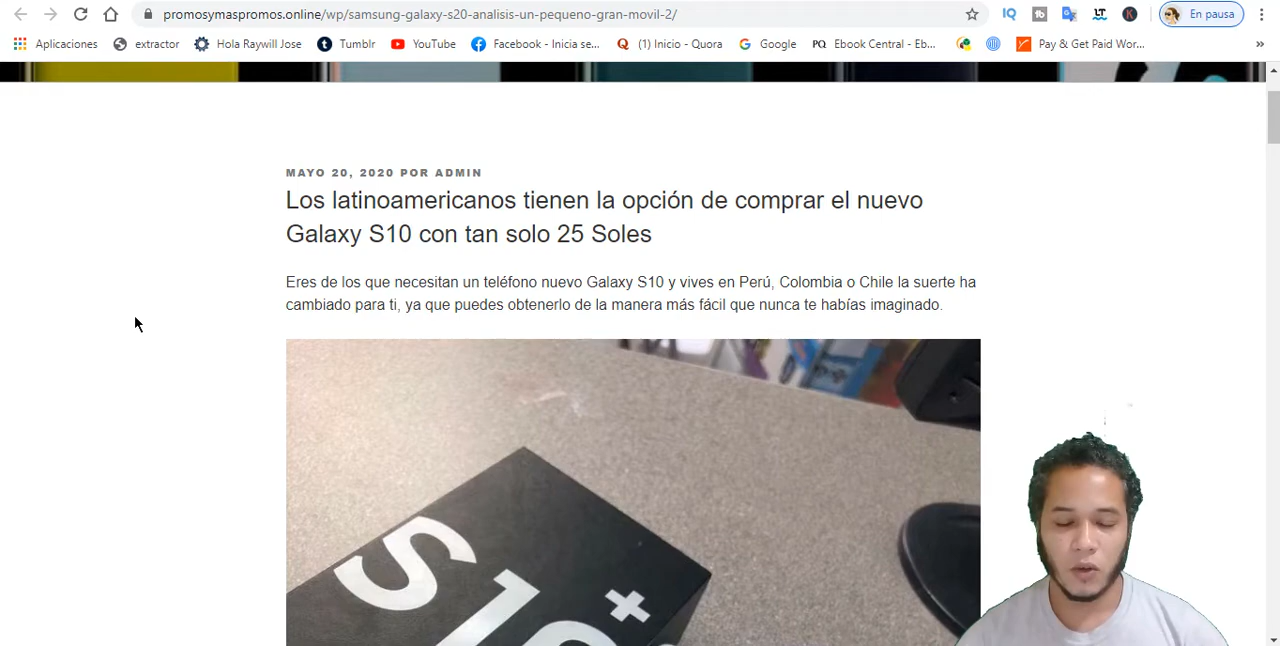 promosymaspromos.online/wp/samsung-galaxy-s20-analisis-un-pequeno-gran-movil-2/
IQ
tb
LT
K
En pausa
Aplicaciones
extractor
Hola Raywill Jose
Tumblr
YouTube
Facebook - Inicia se...
(1) Inicio - Quora
Google
PQ
Ebook Central - Eb...
Pay & Get Paid Wor...
»
MAYO 20, 2020 POR ADMIN
Los latinoamericanos tienen la opción de comprar el nuevo
Galaxy S10 con tan solo 25 Soles
Eres de los que necesitan un teléfono nuevo Galaxy S10 y vives en Perú, Colombia o Chile la suerte ha
cambiado para ti, ya que puedes obtenerlo de la manera más fácil que nunca te habías imaginado.
S10+